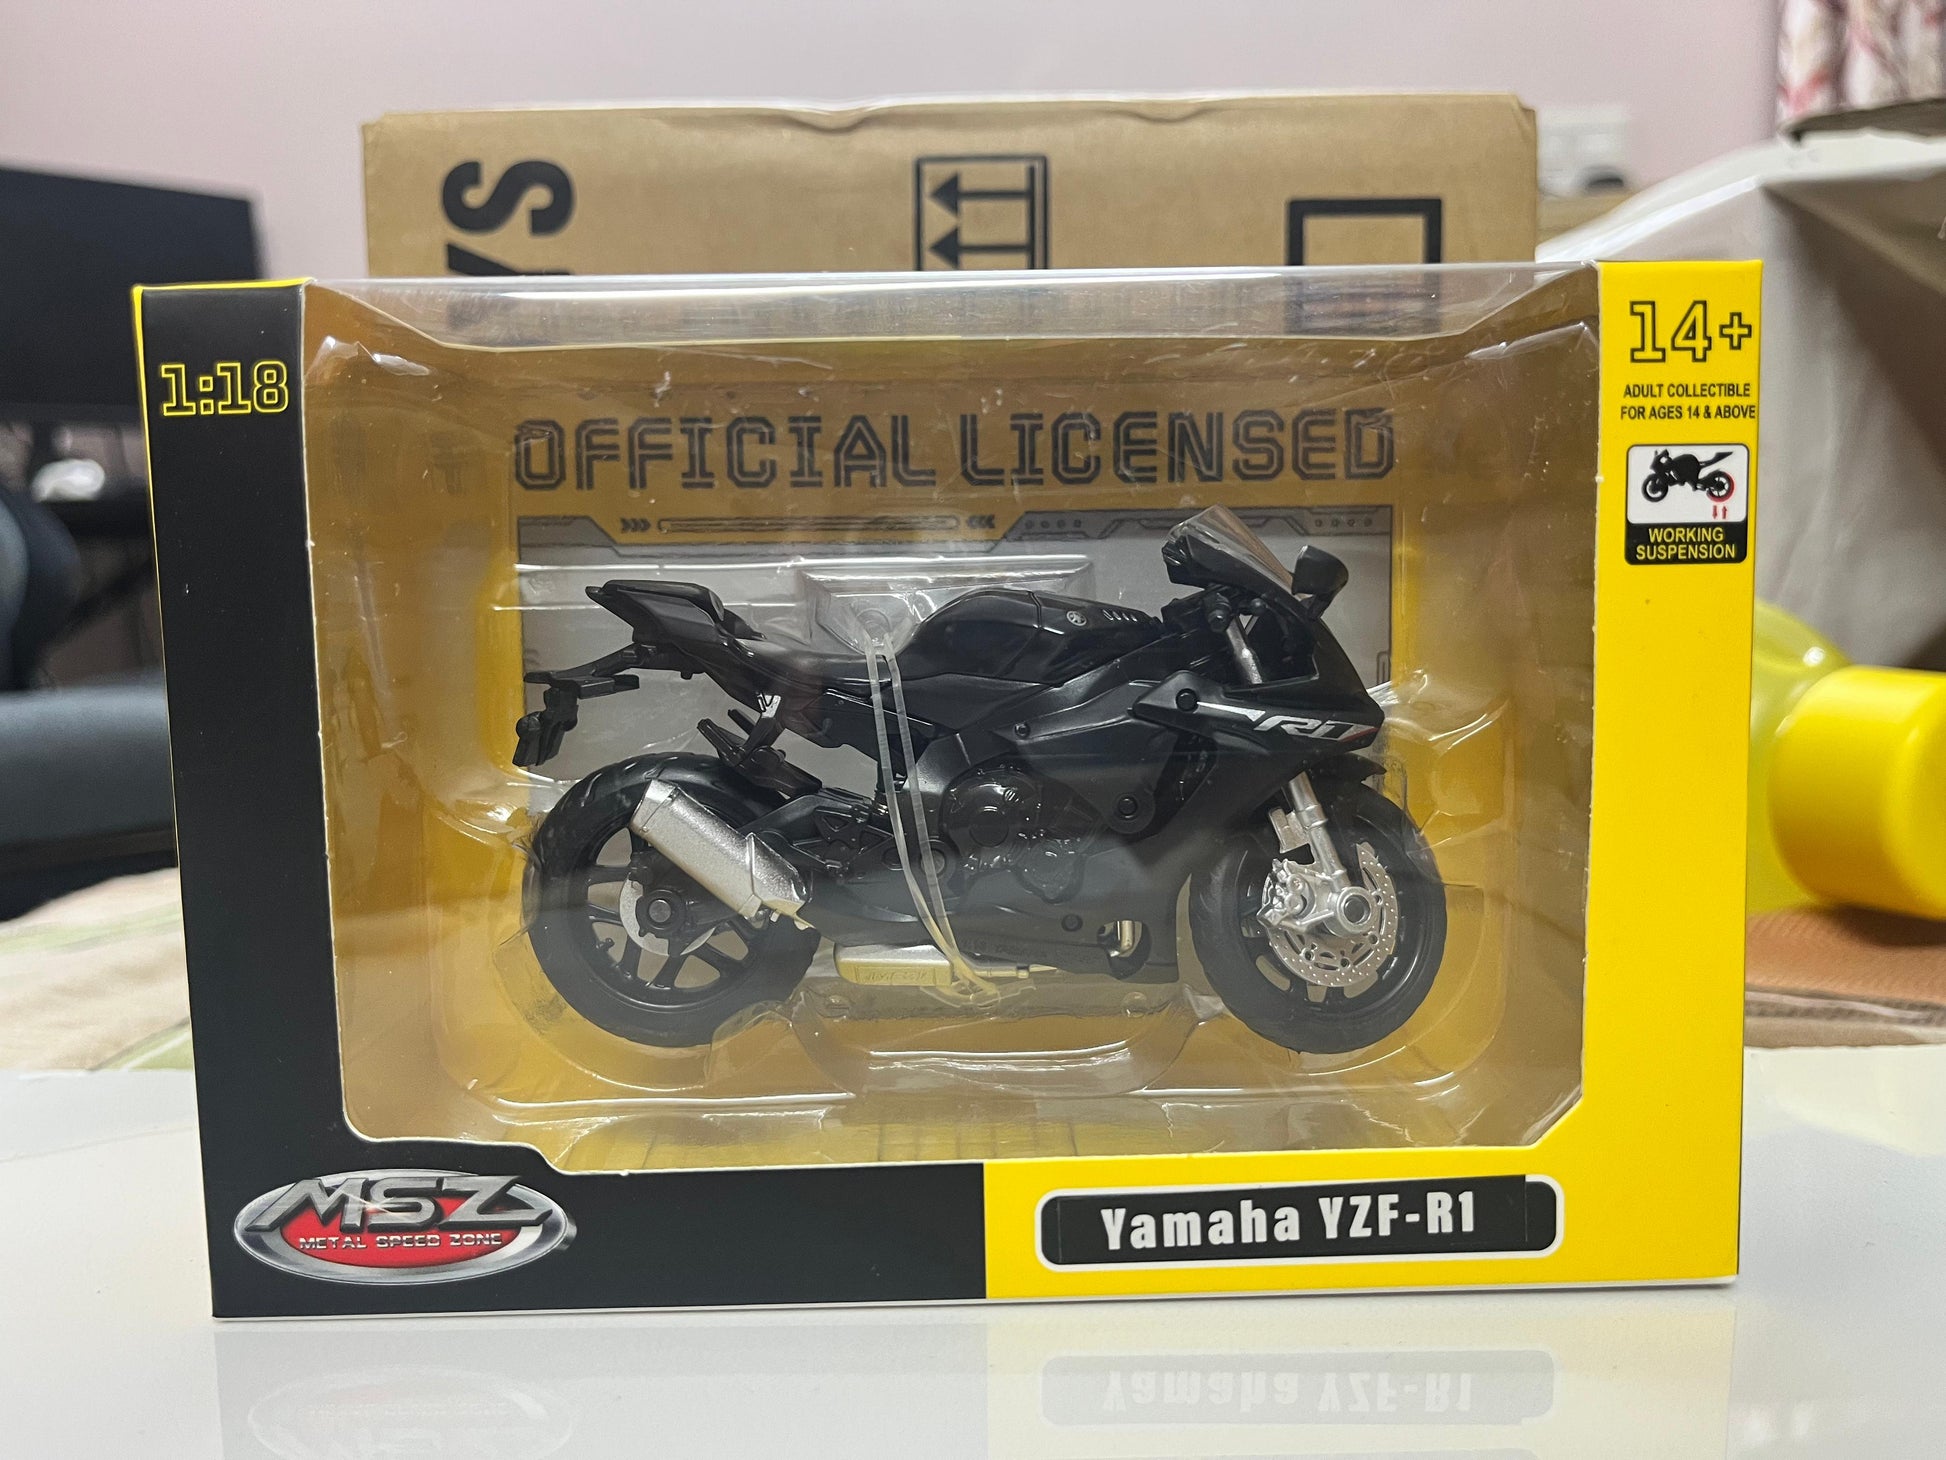 1:18
OFFICIAL LICENSED
14+
ADULT COLLECTIBLE
FOR AGES 14 & ABOVE
WORKING
SUSPENSION
R1
MSZ
METAL SPEED ZONE
Yamaha YZF-R1